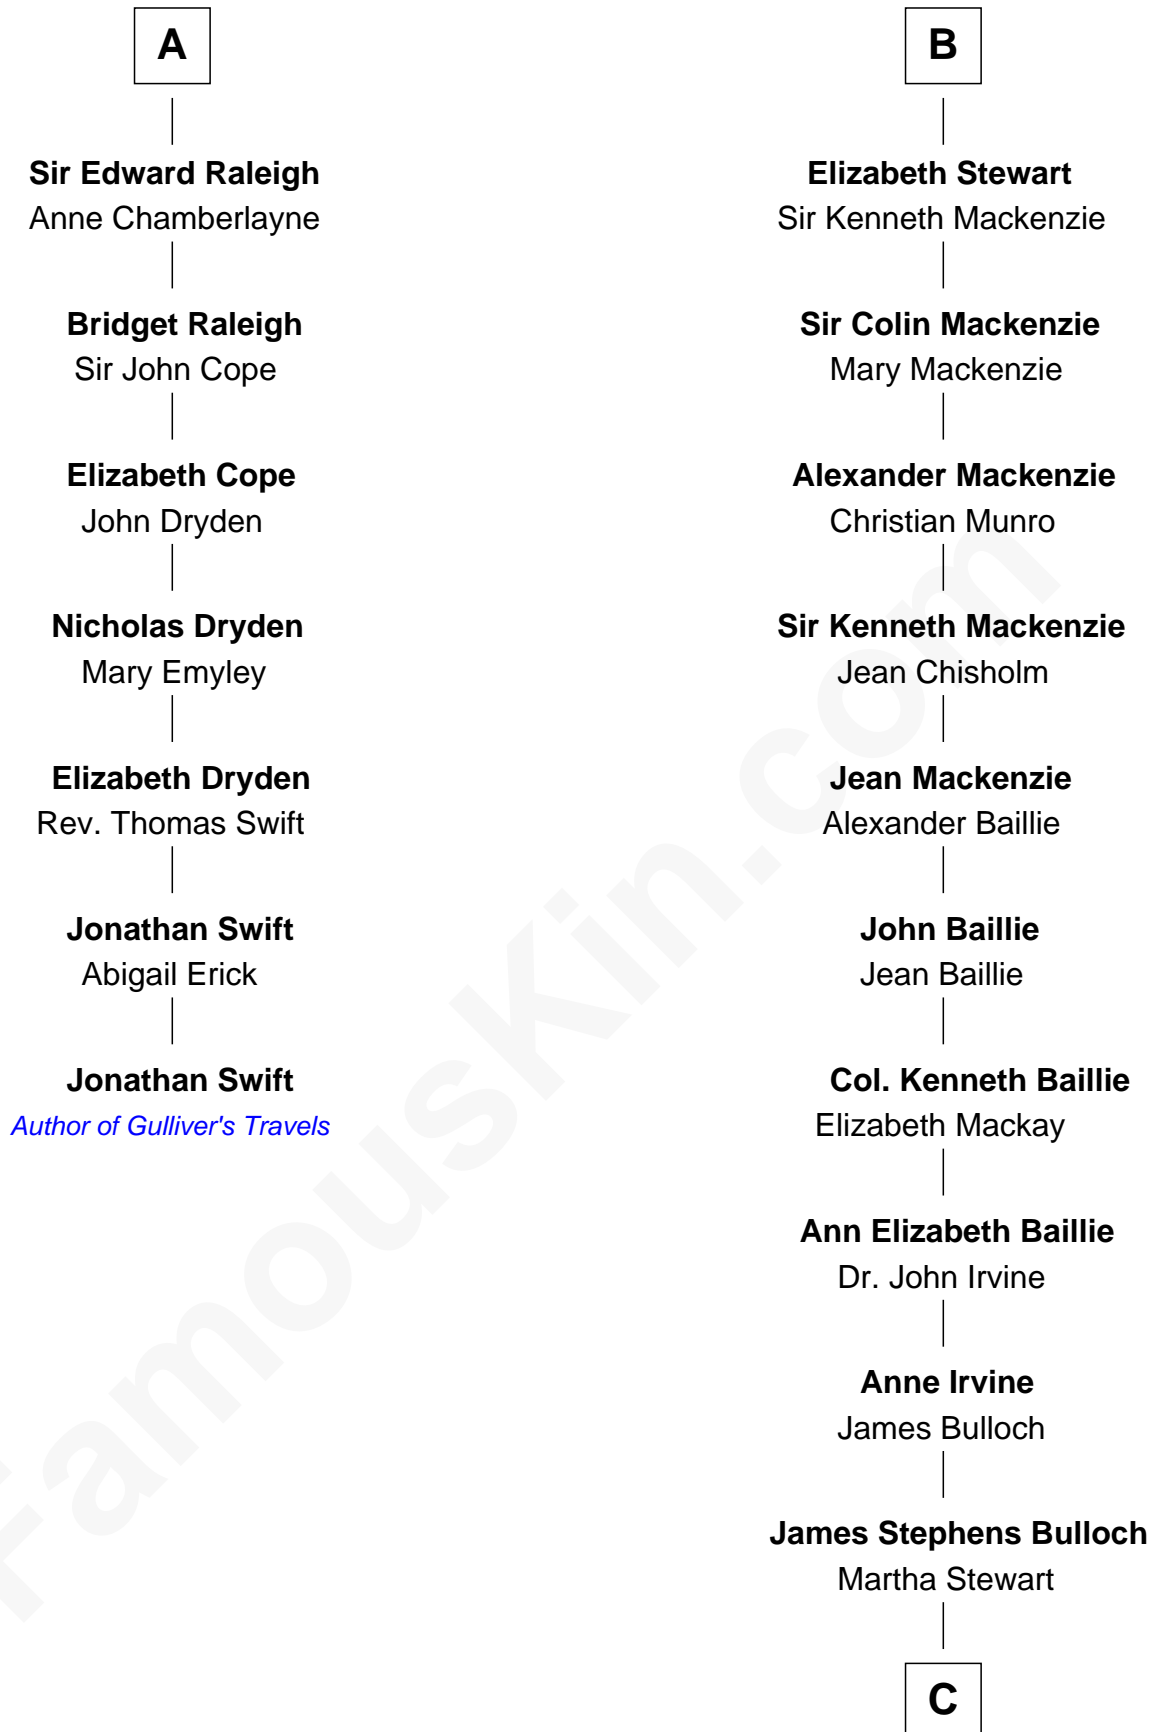 A
Sir Edward Raleigh
Anne Chamberlayne
Bridget Raleigh
Sir John Cope
Elizabeth Cope
John Dryden
Nicholas Dryden
Mary Emyley
Elizabeth Dryden
Rev. Thomas Swift
Jonathan Swift
Abigail Erick
Jonathan Swift
Author of Gulliver's Travels
B
Elizabeth Stewart
Sir Kenneth Mackenzie
Sir Colin Mackenzie
Mary Mackenzie
Alexander Mackenzie
Christian Munro
Sir Kenneth Mackenzie
Jean Chisholm
Jean Mackenzie
Alexander Baillie
John Baillie
Jean Baillie
Col. Kenneth Baillie
Elizabeth Mackay
Ann Elizabeth Baillie
Dr. John Irvine
Anne Irvine
James Bulloch
James Stephens Bulloch
Martha Stewart
C
FamousKin.com